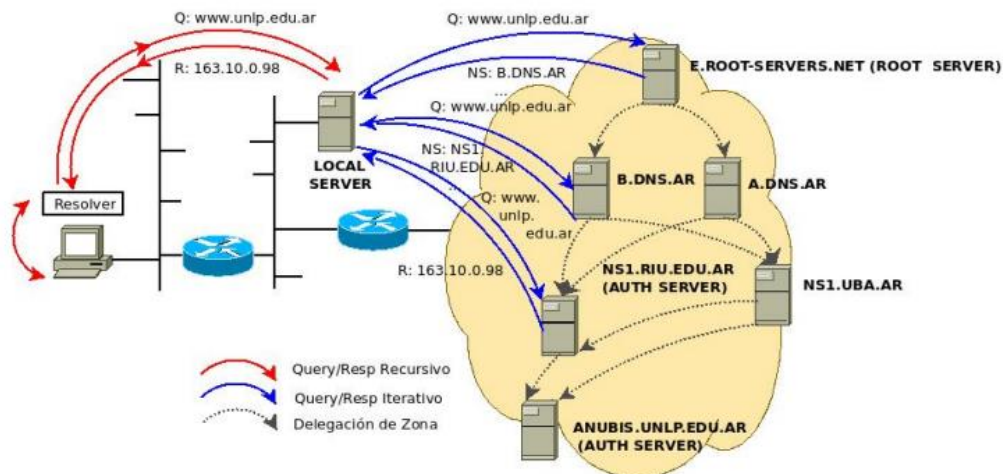 Q: www.unlp.edu.ar
R: 163.10.0.98
Resolver
LOCAL
SERVER
Q: www.unlp.edu.ar
NS: B.DNS.AR
...
Q: www.unlp.edu.ar
NS: NS1.
RIU.EDU.AR
...
Q: www.
unlp.
edu.ar
R: 163.10.0.98
E.ROOT-SERVERS.NET (ROOT SERVER)
B.DNS.AR
A.DNS.AR
NS1.RIU.EDU.AR
(AUTH SERVER)
NS1.UBA.AR
ANUBIS.UNLP.EDU.AR
(AUTH SERVER)
Query/Resp Recursivo
Query/Resp Iterativo
Delegación de Zona